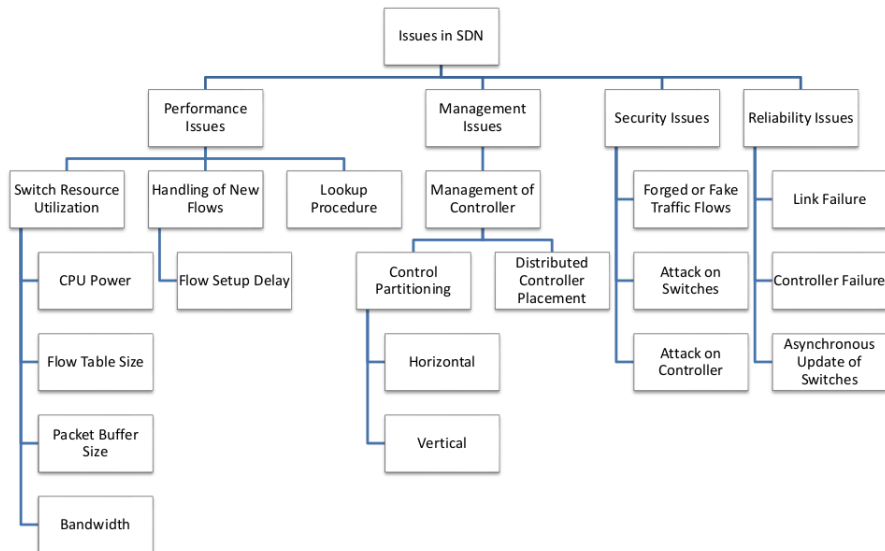 Issues in SDN
Performance
Issues
Management
Issues
Security Issues
Reliability Issues
Switch Resource
Utilization
Handling of New
Flows
Lookup
Procedure
Management of
Controller
Forged or Fake
Traffic Flows
Link Failure
CPU Power
Flow Setup Delay
Control
Partitioning
Distributed
Controller
Placement
Attack on
Switches
Controller Failure
Flow Table Size
Horizontal
Attack on
Controller
Asynchronous
Update of
Switches
Packet Buffer
Size
Vertical
Bandwidth